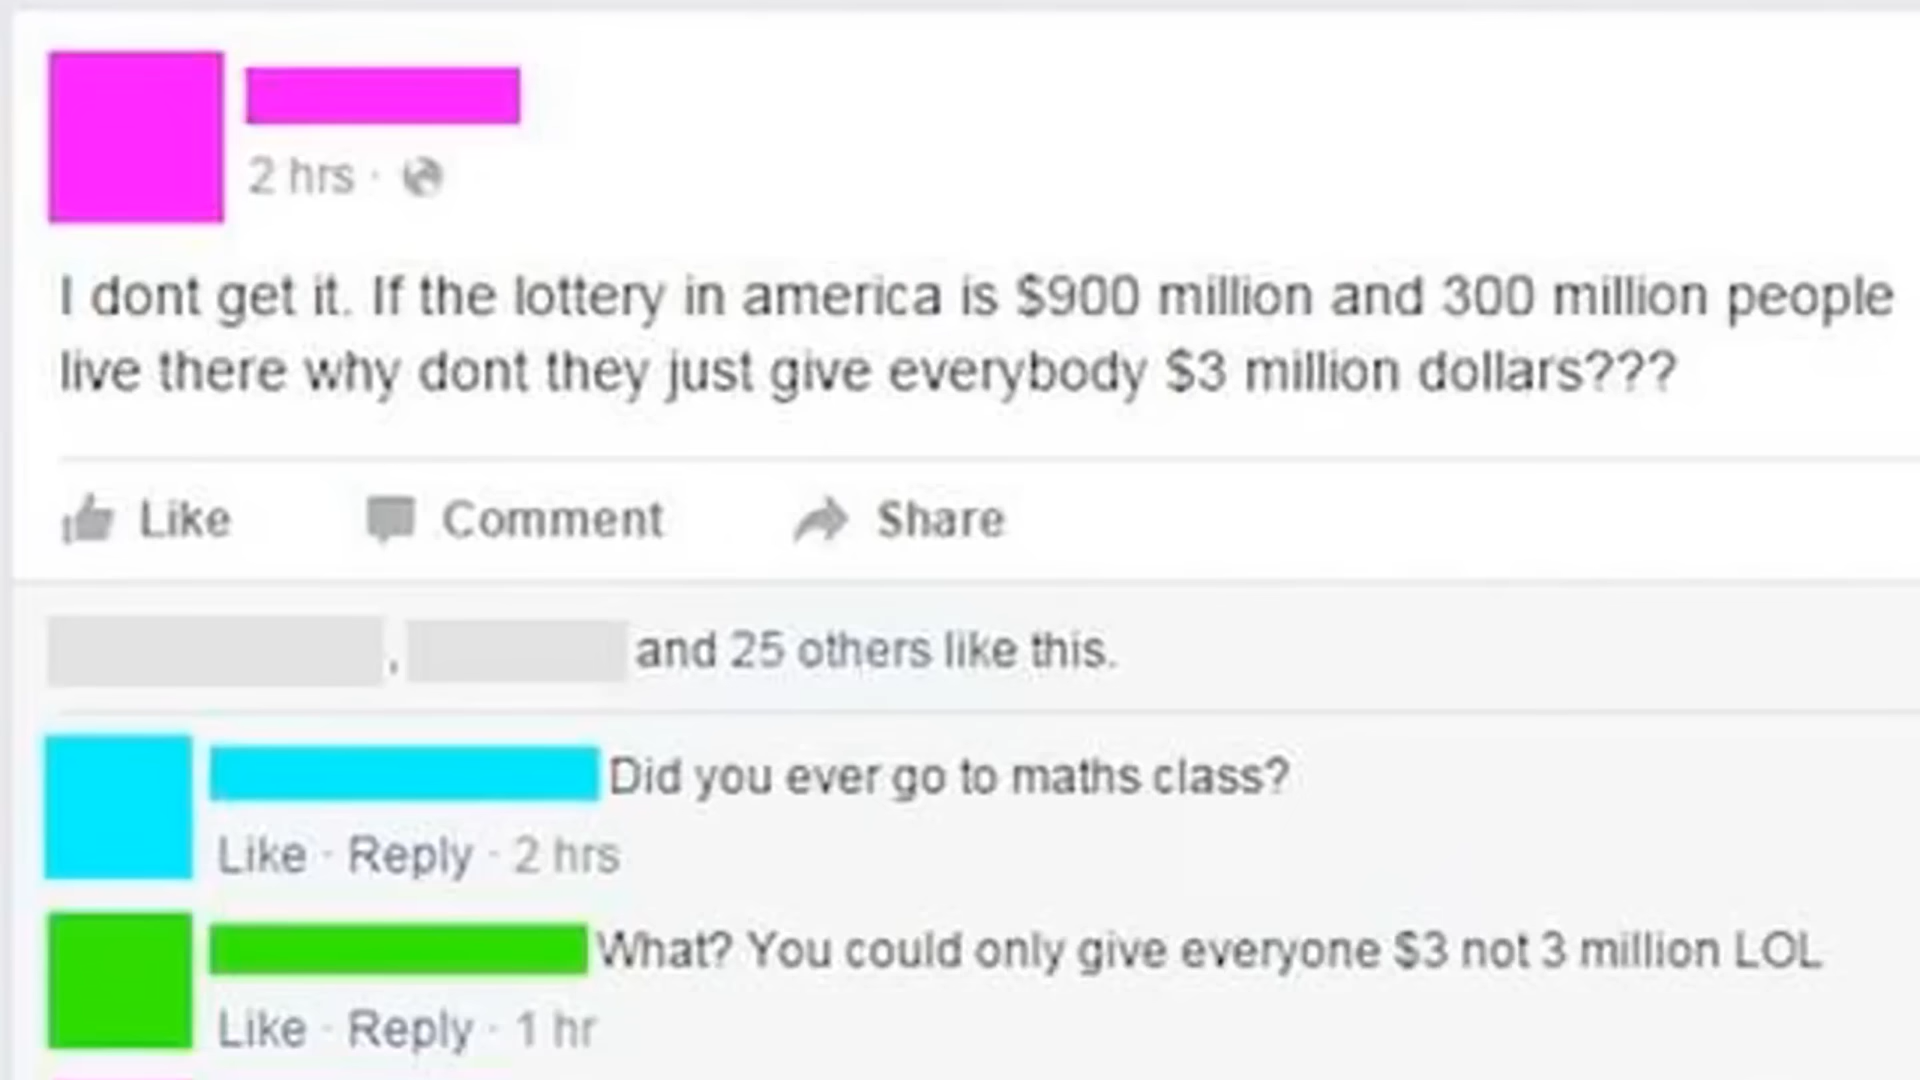 2 hrs ·
I dont get it. If the lottery in america is $900 million and 300 million people
live there why dont they just give everybody $3 million dollars???
Like Comment Share
, and 25 others like this.
Did you ever go to maths class?
Like · Reply · 2 hrs
What? You could only give everyone $3 not 3 million LOL
Like · Reply · 1 hr